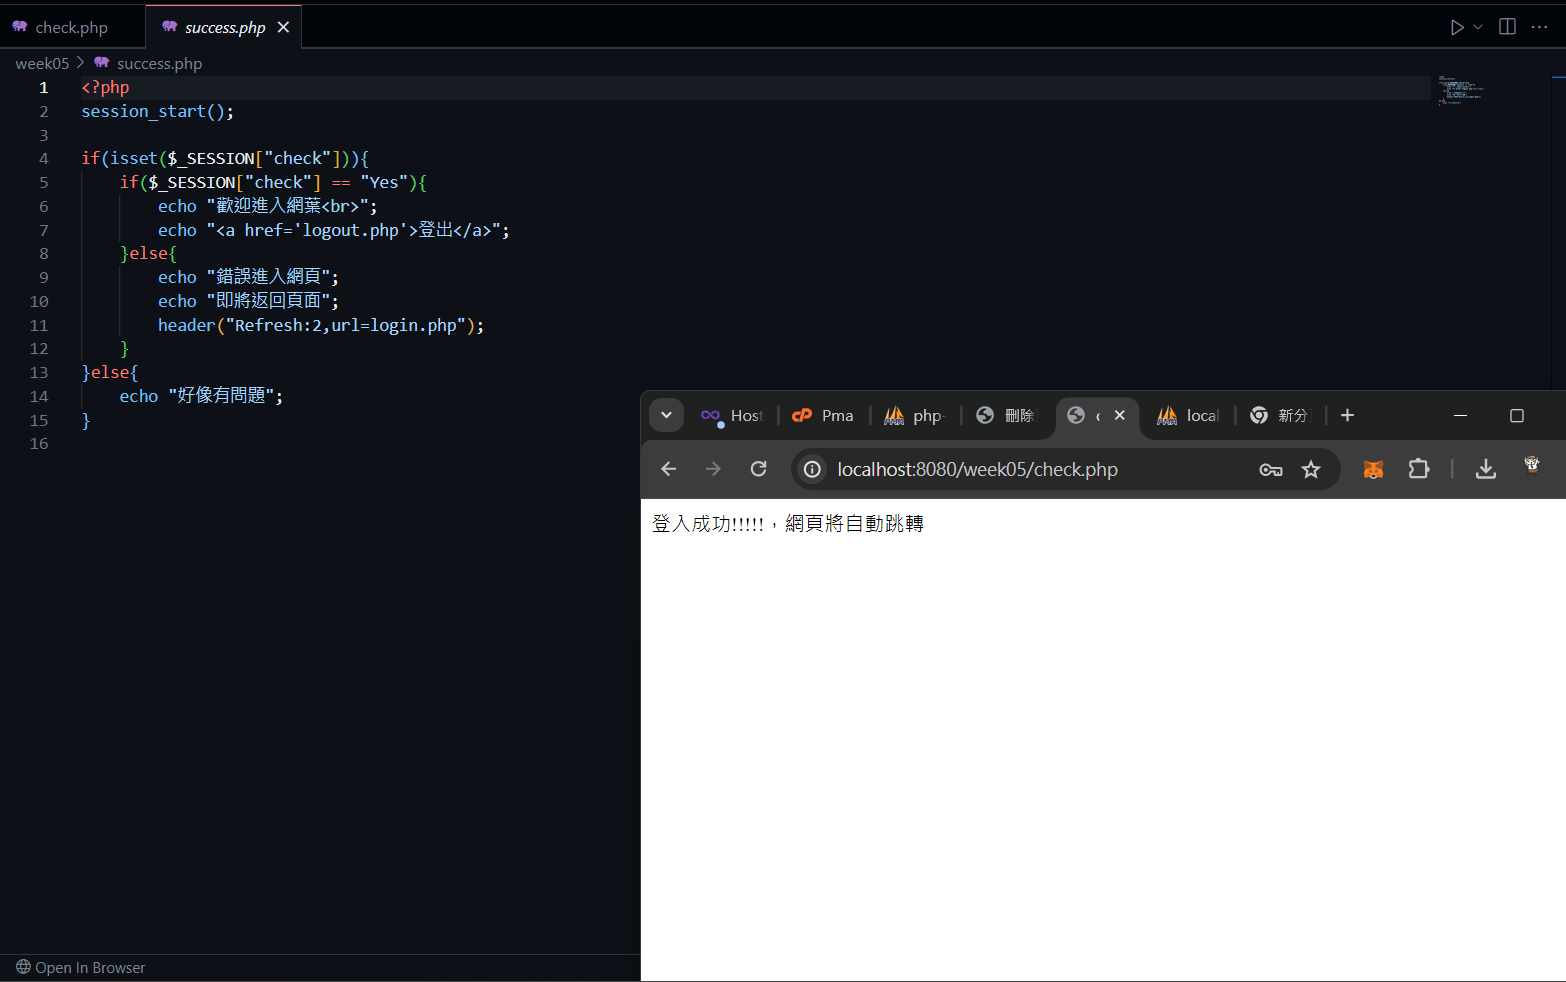 check.php
success.php
week05 > success.php
1 <?php
2 session_start();
3
4 if(isset($_SESSION["check"])){
5 if($_SESSION["check"] == "Yes"){
6 echo "歡迎進入網葉<br>";
7 echo "<a href='logout.php'>登出</a>";
8 }else{
9 echo "錯誤進入網頁";
10 echo "即將返回頁面";
11 header("Refresh:2,url=login.php");
12 }
13 }else{
14 echo "好像有問題";
15 }
16
Host
Pma
php-
刪除
local
新分
localhost:8080/week05/check.php
登入成功!!!!!，網頁將自動跳轉
Open In Browser